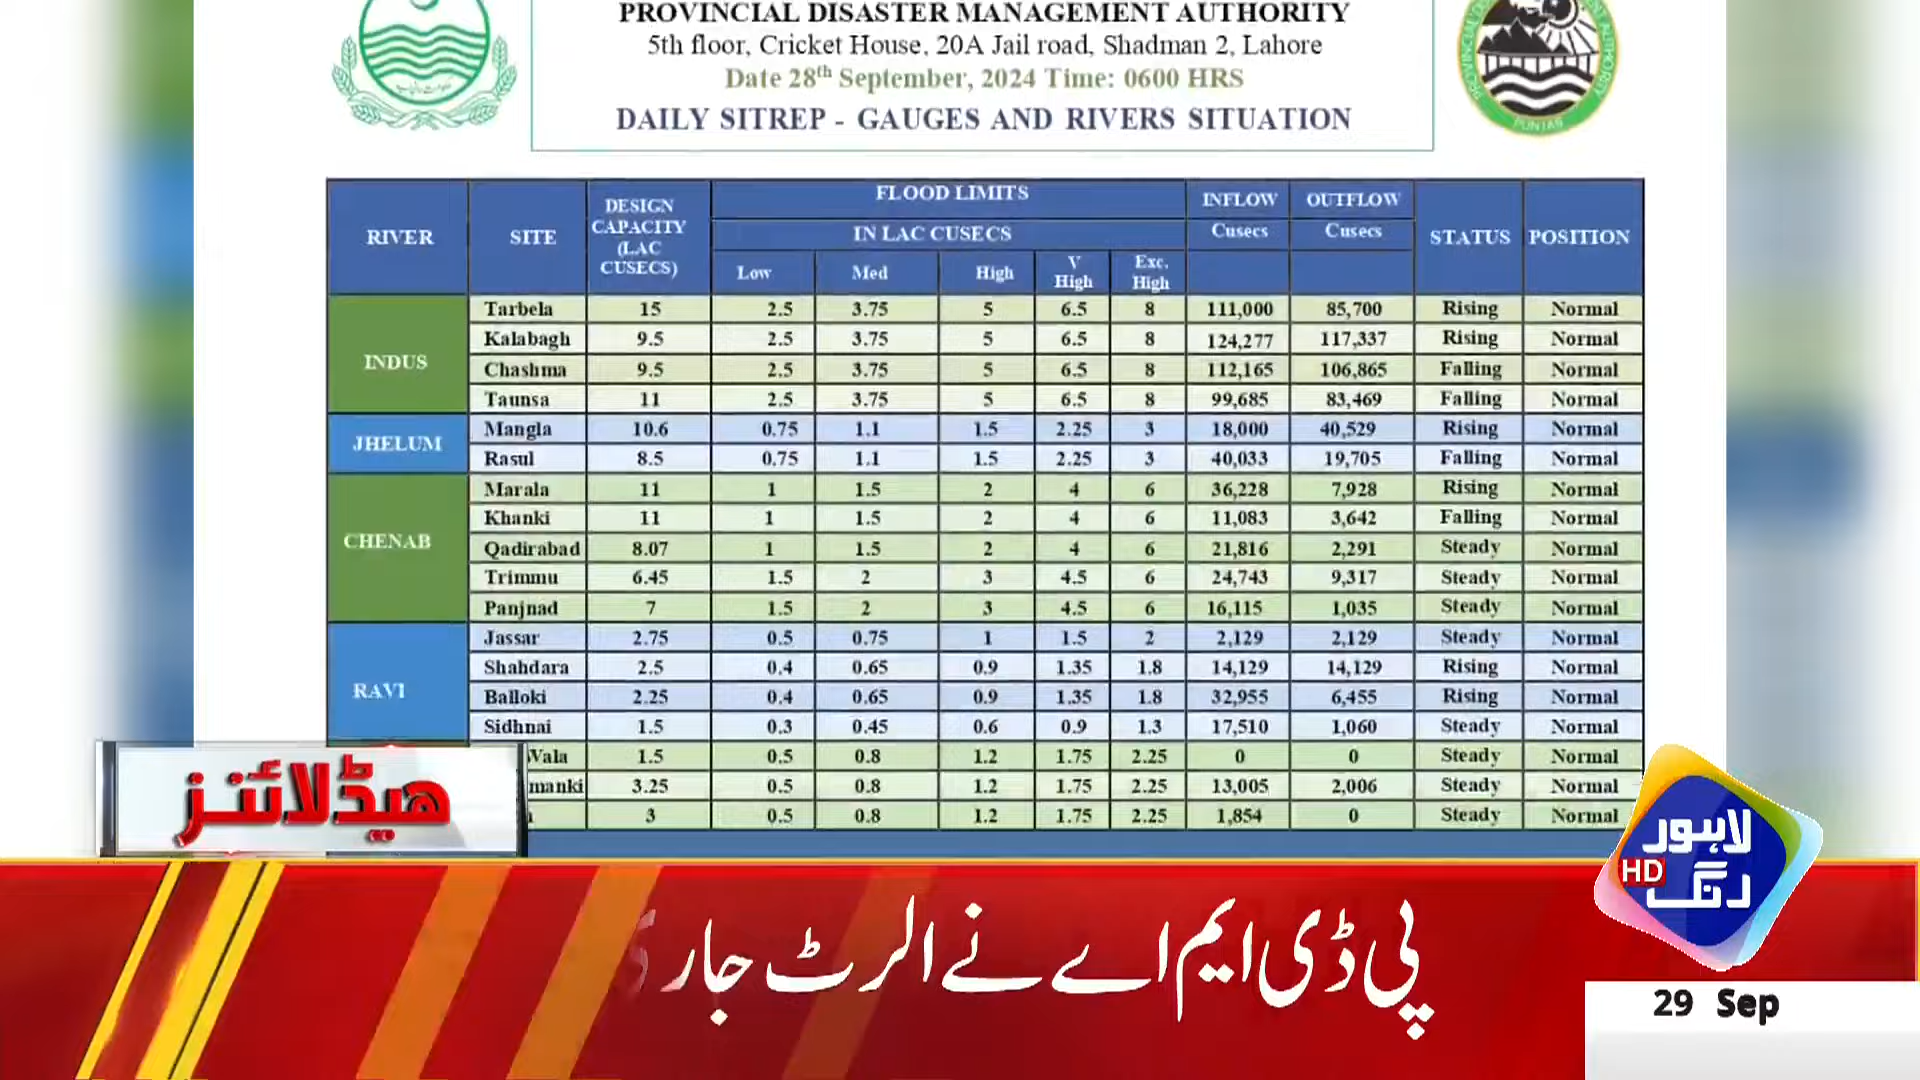 PROVINCIAL DISASTER MANAGEMENT AUTHORITY
5th floor, Cricket House, 20A Jail road, Shadman 2, Lahore
Date 28th September, 2024 Time: 0600 HRS
DAILY SITREP - GAUGES AND RIVERS SITUATION
PUNJAB
RIVER SITE DESIGN CAPACITY (LAC CUSECS) FLOOD LIMITS INFLOW OUTFLOW STATUS POSITION
IN LAC CUSECS Cusecs Cusecs
Low Med High V High Exc. High
INDUS
Tarbela 15 2.5 3.75 5 6.5 8 111,000 85,700 Rising Normal
Kalabagh 9.5 2.5 3.75 5 6.5 8 124,277 117,337 Rising Normal
Chashma 9.5 2.5 3.75 5 6.5 8 112,165 106,865 Falling Normal
Taunsa 11 2.5 3.75 5 6.5 8 99,685 83,469 Falling Normal
JHELUM
Mangla 10.6 0.75 1.1 1.5 2.25 3 18,000 40,529 Rising Normal
Rasul 8.5 0.75 1.1 1.5 2.25 3 40,033 19,705 Falling Normal
CHENAB
Marala 11 1 1.5 2 4 6 36,228 7,928 Rising Normal
Khanki 11 1 1.5 2 4 6 11,083 3,642 Falling Normal
Qadirabad 8.07 1 1.5 2 4 6 21,816 2,291 Steady Normal
Trimmu 6.45 1.5 2 3 4.5 6 24,743 9,317 Steady Normal
Panjnad 7 1.5 2 3 4.5 6 16,115 1,035 Steady Normal
RAVI
Jassar 2.75 0.5 0.75 1 1.5 2 2,129 2,129 Steady Normal
Shahdara 2.5 0.4 0.65 0.9 1.35 1.8 14,129 14,129 Rising Normal
Balloki 2.25 0.4 0.65 0.9 1.35 1.8 32,955 6,455 Rising Normal
Sidhnai 1.5 0.3 0.45 0.6 0.9 1.3 17,510 1,060 Steady Normal
Wala 1.5 0.5 0.8 1.2 1.75 2.25 0 0 Steady Normal
manki 3.25 0.5 0.8 1.2 1.75 2.25 13,005 2,006 Steady Normal
3 0.5 0.8 1.2 1.75 2.25 1,854 0 Steady Normal
ہیڈلائنز
لاہور
رنگ HD
پی ڈی ایم اے نے الرٹ جاری
29 Sep